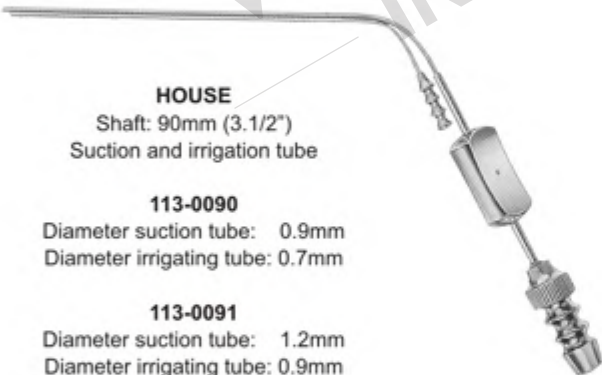 HOUSE
Shaft: 90mm (3.1/2”)
Suction and irrigation tube
113-0090
Diameter suction tube: 0.9mm
Diameter irrigating tube: 0.7mm
113-0091
Diameter suction tube: 1.2mm
Diameter irrigating tube: 0.9mm